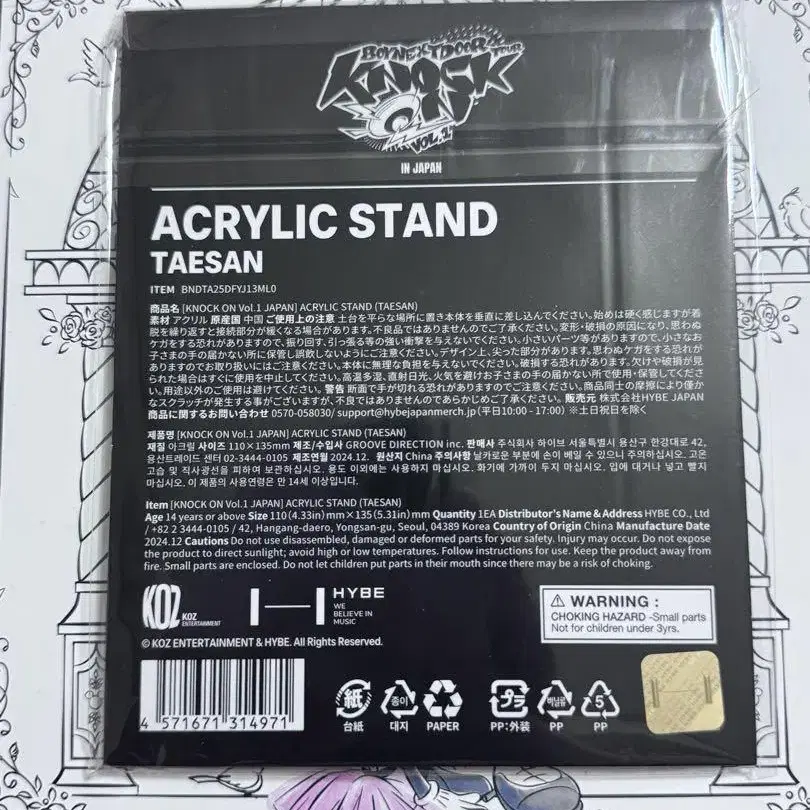 BOYNEXTDOOR TOUR
KNOCK
ON
VOL.1
IN JAPAN
ACRYLIC STAND
TAESAN
ITEM BNDTA25DFYJ13ML0
商品名 [KNOCK ON Vol.1 JAPAN] ACRYLIC STAND (TAESAN)
素材 アクリル 原産国 中国 ご使用上の注意 土台を平らな場所に置き本体を垂直に差し込んでください。始めは硬く感じますが着
脱を繰り返すと接続部分が緩くなる場合があります。不良品ではありませんのでご了承ください。変形・破損の原因になり、思わぬ
ケガをする恐れがありますので、振り回す、引っ張る等の強い衝撃を与えないでください。小さいパーツ等がありますので、小さなお
子さまの手の届かない所に保管し誤飲しないようにご注意ください。デザイン上、尖った部分があります。思わぬケガをする恐れが
ありますのでお取り扱いにはご注意ください。本体に無理な負担を与えないでください。破損する恐れがあります。欠けや破損が見
られた場合はすぐに使用を中止してください。高温多湿、直射日光、火気を避けお子さまの手の届かない所で使用・保管してくださ
い。用途以外のご使用は避けてください。警告 断面で手が切れる恐れがありますのでご注意ください。商品同士の摩擦により僅か
なスクラッチが発生する事がございますが、不良ではありませんのであらかじめご了承ください。販売元 株式会社HYBE JAPAN
商品に関するお問い合わせ 0570-058030/ support@hybejapanmerch.jp(平日10:00 - 17:00) ※土日祝日を除く
제품명 [KNOCK ON Vol.1 JAPAN] ACRYLIC STAND (TAESAN)
재질 아크릴 사이즈 110×135mm 제조/수입사 GROOVE DIRECTION inc. 판매사 주식회사 하이브 서울특별시 용산구 한강대로 42,
용산트레이드 센터 02-3444-0105 제조연월 2024.12. 원산지 China 주의사항 날카로운 부분에 손이 베일 수 있으니 주의하십시오. 고온
고습 및 직사광선을 피하여 보관하십시오. 용도 이외에는 사용하지 마십시오. 화기에 가까이 두지 마십시오. 입에 대거나 넣고 빨지
마십시오. 이 제품의 사용연령은 만 14세 이상입니다.
Item [KNOCK ON Vol.1 JAPAN] ACRYLIC STAND (TAESAN)
Age 14 years or above Size 110(4.33in)mm×135(5.31in)mm Quantity 1EA Distributor's Name & Address HYBE CO., Ltd
/ +82 2 3444-0105 / 42, Hangang-daero, Yongsan-gu, Seoul, 04389 Korea Country of Origin China Manufacture Date
2024.12 Cautions Do not use disassembled, damaged or deformed parts for your safety. Injury may occur. Do not expose
the product to direct sunlight; avoid high or low temperatures. Follow instructions for use. Keep the product away from
fire. Small parts are enclosed. Do not let children put parts in their mouth since there may be a risk of choking.
KOZ KOZ ENTERTAINMENT
HYBE
WE
BELIEVE IN
MUSIC
⚠ WARNING :
CHOKING HAZARD -Small parts
Not for children under 3yrs.
© KOZ ENTERTAINMENT & HYBE. All Rights Reserved.
4 571671 314971
紙 台紙
종이 대지
PAPER
プラ PP:外装
비닐류 PP
5 PP